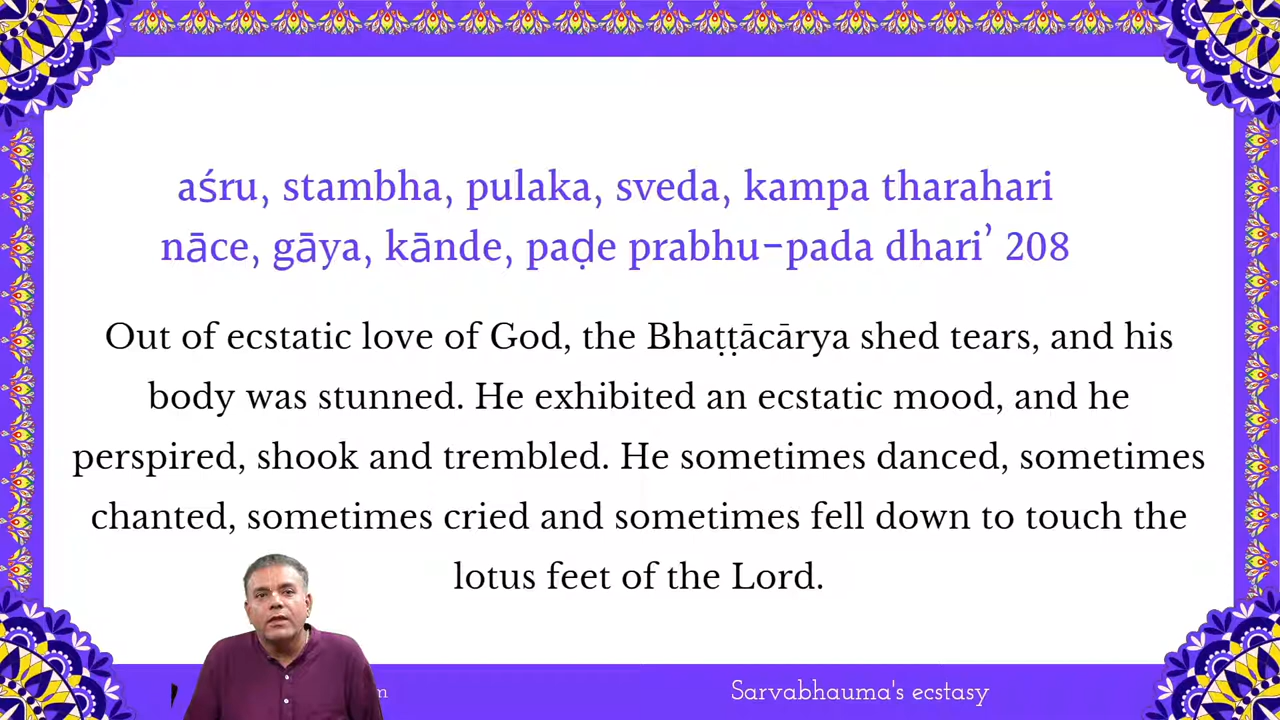 aśru, stambha, pulaka, sveda, kampa tharahari
nāce, gāya, kānde, paḍe prabhu-pada dhari’ 208
Out of ecstatic love of God, the Bhaṭṭācārya shed tears, and his
body was stunned. He exhibited an ecstatic mood, and he
perspired, shook and trembled. He sometimes danced, sometimes
chanted, sometimes cried and sometimes fell down to touch the
lotus feet of the Lord.
Sarvabhauma's ecstasy